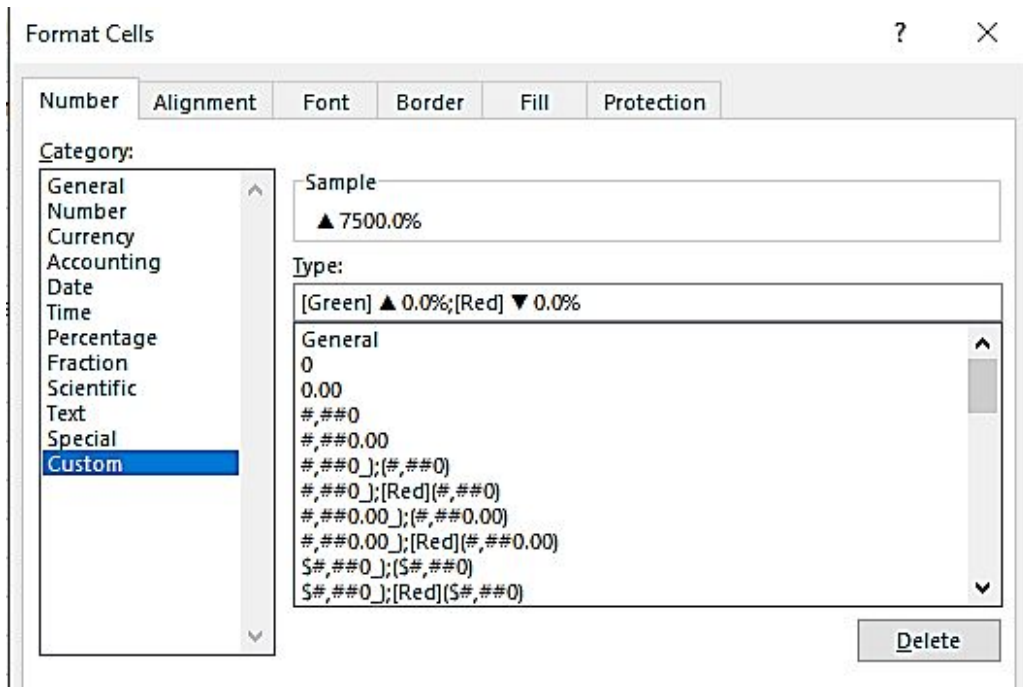 Format Cells
?
Number Alignment Font Border Fill Protection
Category:
General
Number
Currency
Accounting
Date
Time
Percentage
Fraction
Scientific
Text
Special
Custom
Sample
▲ 7500.0%
Type:
[Green] ▲ 0.0%;[Red] ▼ 0.0%
General
0
0.00
#,##0
#,##0.00
#,##0_);(#,##0)
#,##0_);[Red](#,##0)
#,##0.00_);(#,##0.00)
#,##0.00_);[Red](#,##0.00)
$#,##0_);($#,##0)
$#,##0_);[Red]($#,##0)
Delete